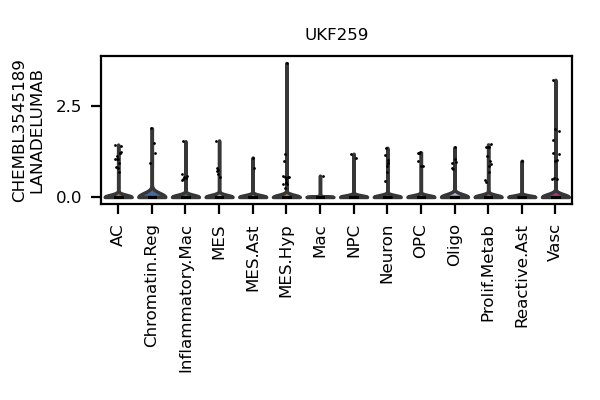 UKF259
CHEMBL3545189
LANADELUMAB
2.5
0.0
AC
Chromatin.Reg
Inflammatory.Mac
MES
MES.Ast
MES.Hyp
Mac
NPC
Neuron
OPC
Oligo
Prolif.Metab
Reactive.Ast
Vasc